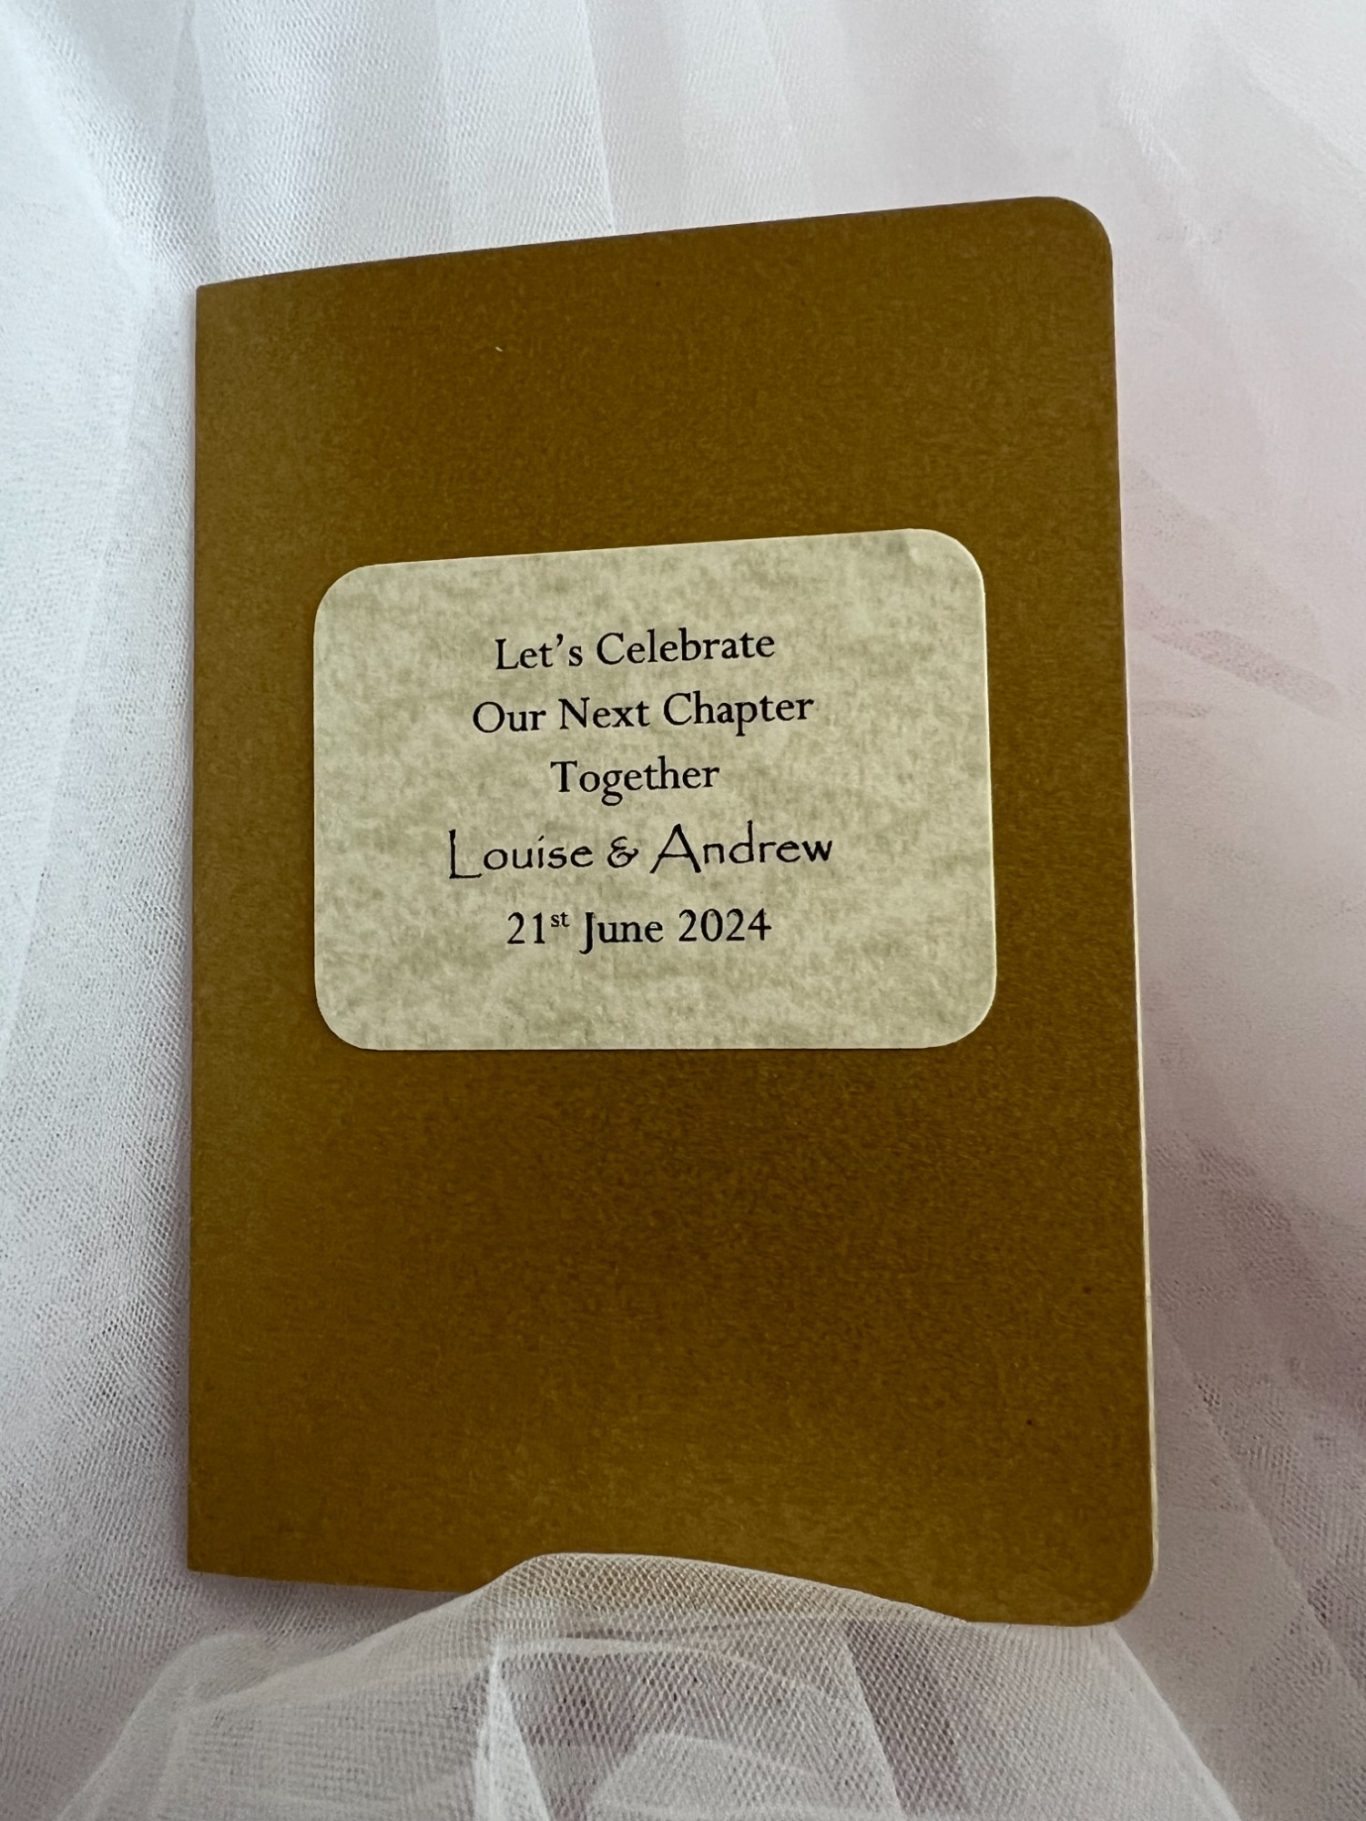 Let’s Celebrate
Our Next Chapter
Together
Louise & Andrew
21st June 2024